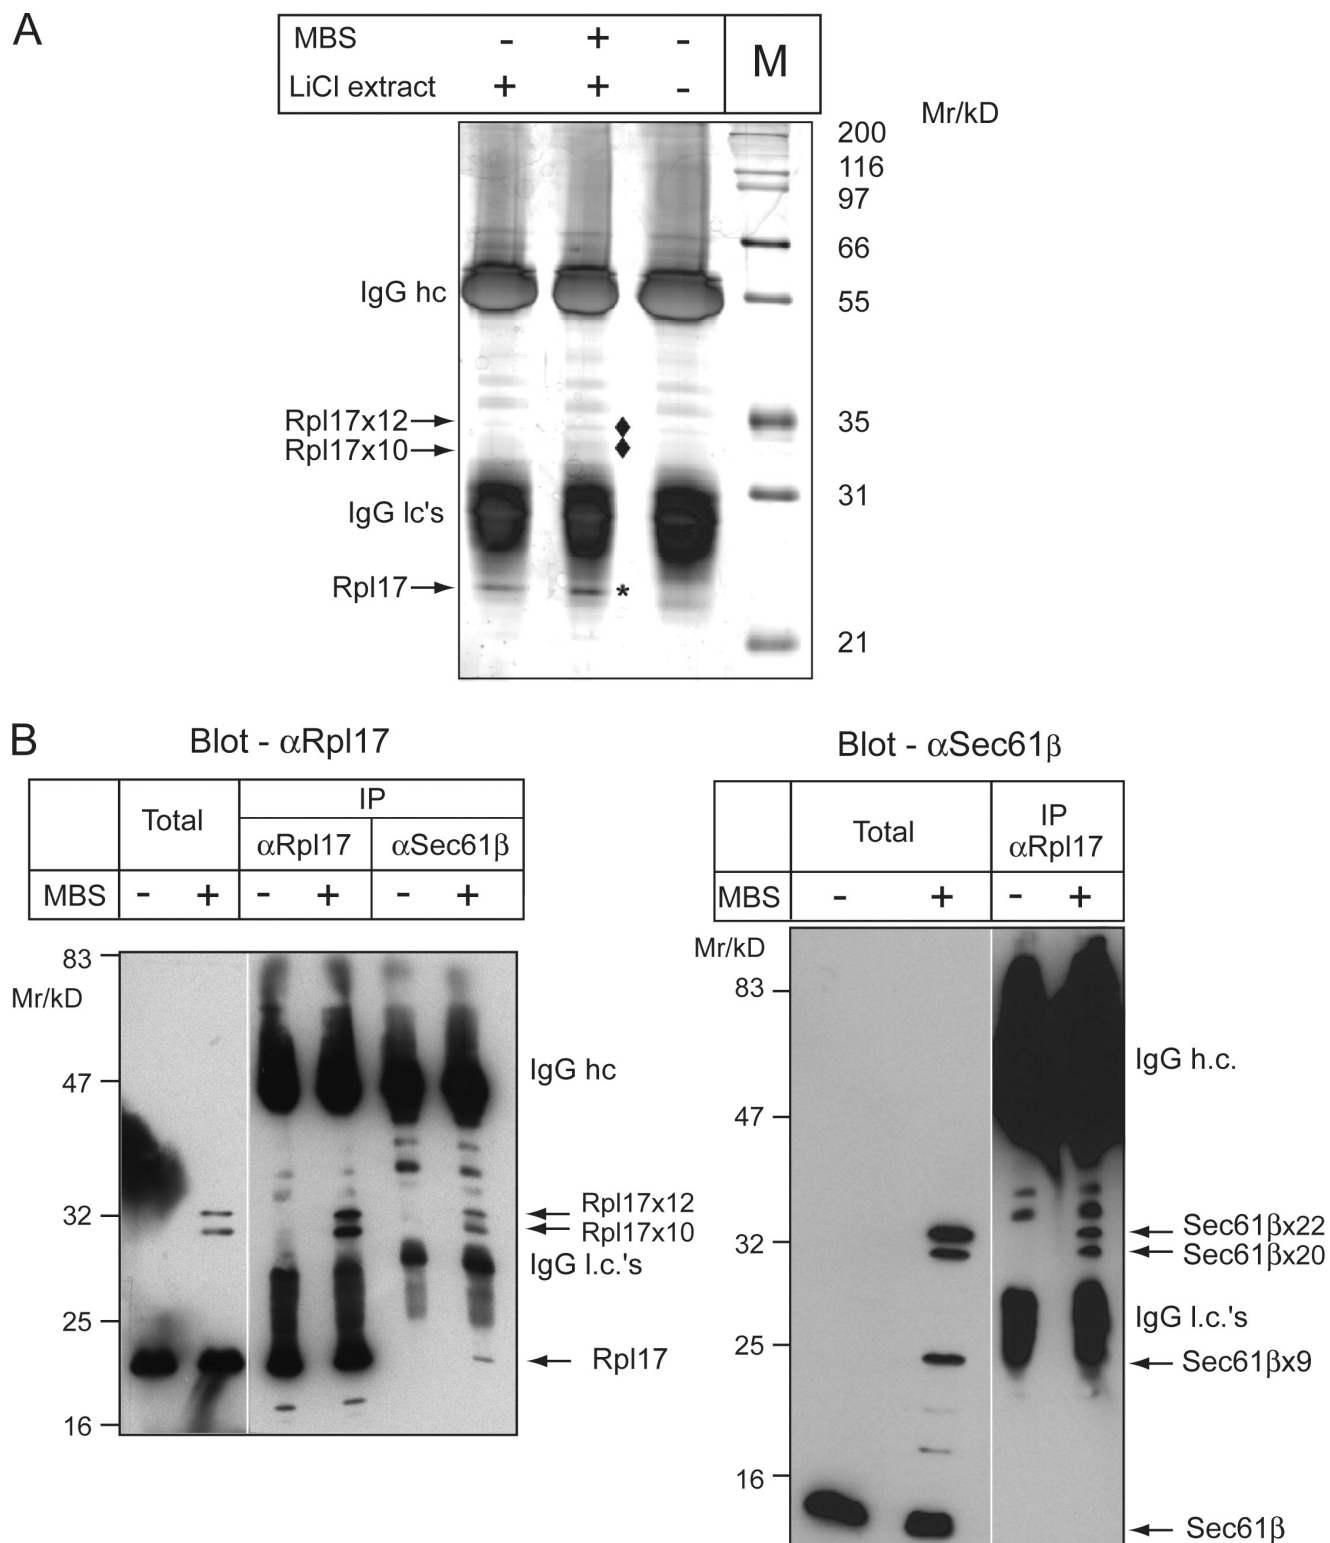 A
MBS - + -
LiCl extract + + -
M
Mr/kD
200
116
97
66
IgG hc
55
Rpl17x12
35
Rpl17x10
31
IgG lc's
Rpl17
*
21
B
Blot - αRpl17
Total
IP
αRpl17
αSec61β
MBS - + - + - +
83
Mr/kD
47
IgG hc
32
Rpl17x12
Rpl17x10
IgG l.c.'s
25
Rpl17
16
Blot - αSec61β
Total
IP
αRpl17
MBS - + - +
Mr/kD
83
IgG h.c.
47
32
Sec61βx22
Sec61βx20
IgG l.c.'s
25
Sec61βx9
16
Sec61β